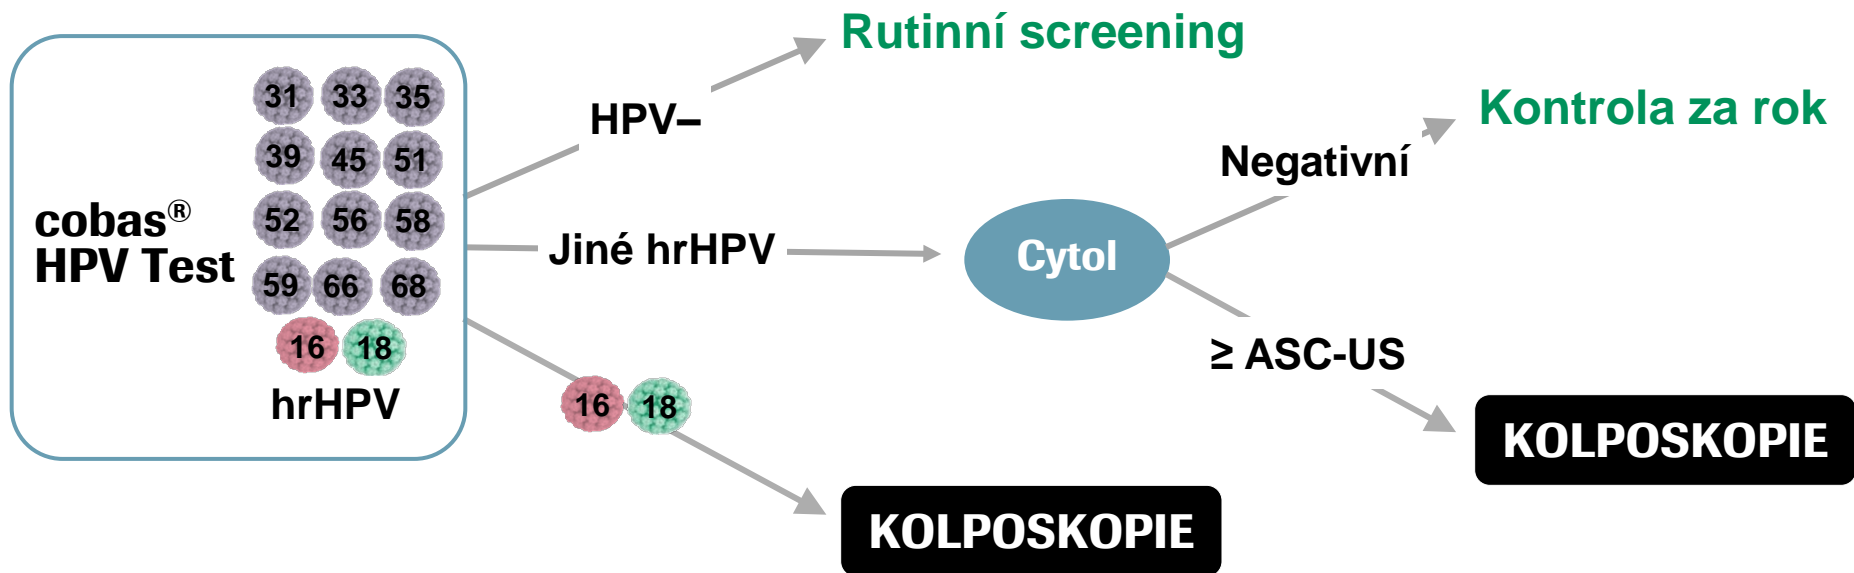 cobas®
HPV Test
31 33 35
39 45 51
52 56 58
59 66 68
16 18
hrHPV
HPV–
Rutinní screening
Jiné hrHPV
Cytol
Negativní
Kontrola za rok
≥ ASC-US
KOLPOSKOPIE
16 18
KOLPOSKOPIE